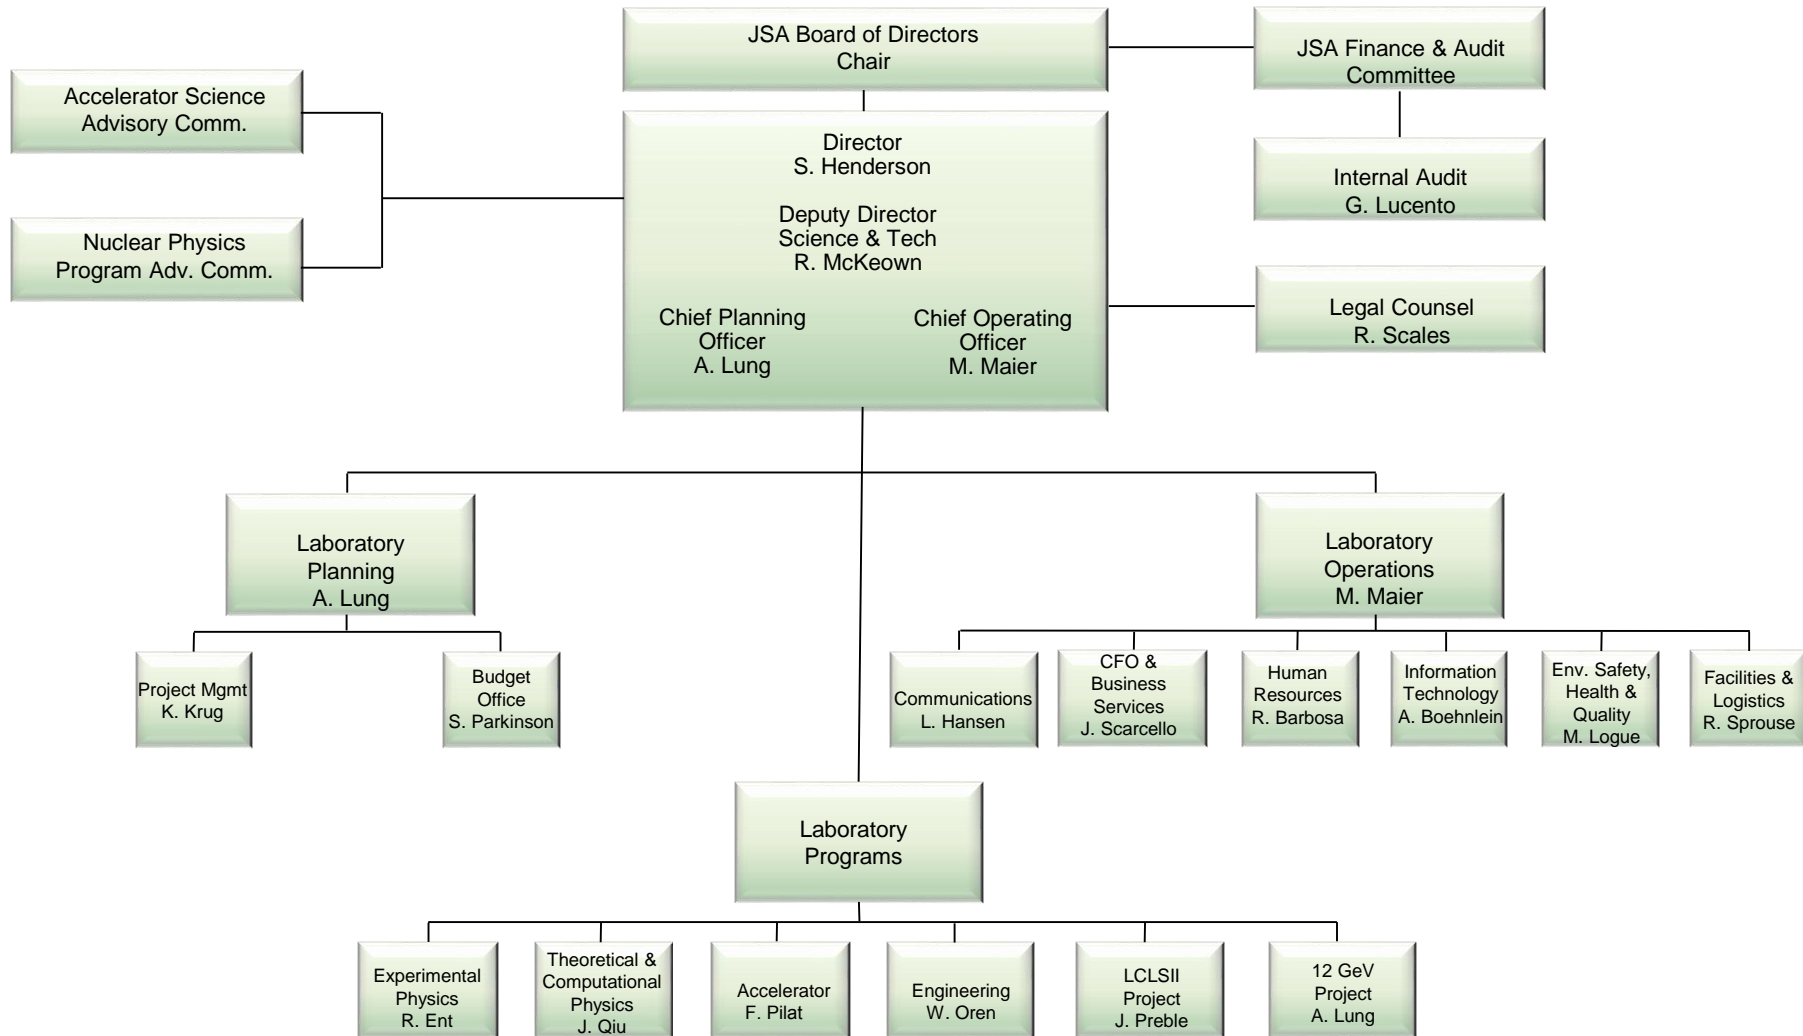 JSA Board of Directors
Chair
JSA Finance & Audit
Committee
Accelerator Science
Advisory Comm.
Director
S. Henderson
Internal Audit
G. Lucento
Deputy Director
Science & Tech
R. McKeown
Nuclear Physics
Program Adv. Comm.
Legal Counsel
R. Scales
Chief Planning
Officer
A. Lung
Chief Operating
Officer
M. Maier
Laboratory
Planning
A. Lung
Laboratory
Operations
M. Maier
Project Mgmt
K. Krug
Budget
Office
S. Parkinson
Communications
L. Hansen
CFO &
Business
Services
J. Scarcello
Human
Resources
R. Barbosa
Information
Technology
A. Boehnlein
Env. Safety,
Health &
Quality
M. Logue
Facilities &
Logistics
R. Sprouse
Laboratory
Programs
Experimental
Physics
R. Ent
Theoretical &
Computational
Physics
J. Qiu
Accelerator
F. Pilat
Engineering
W. Oren
LCLSII
Project
J. Preble
12 GeV
Project
A. Lung